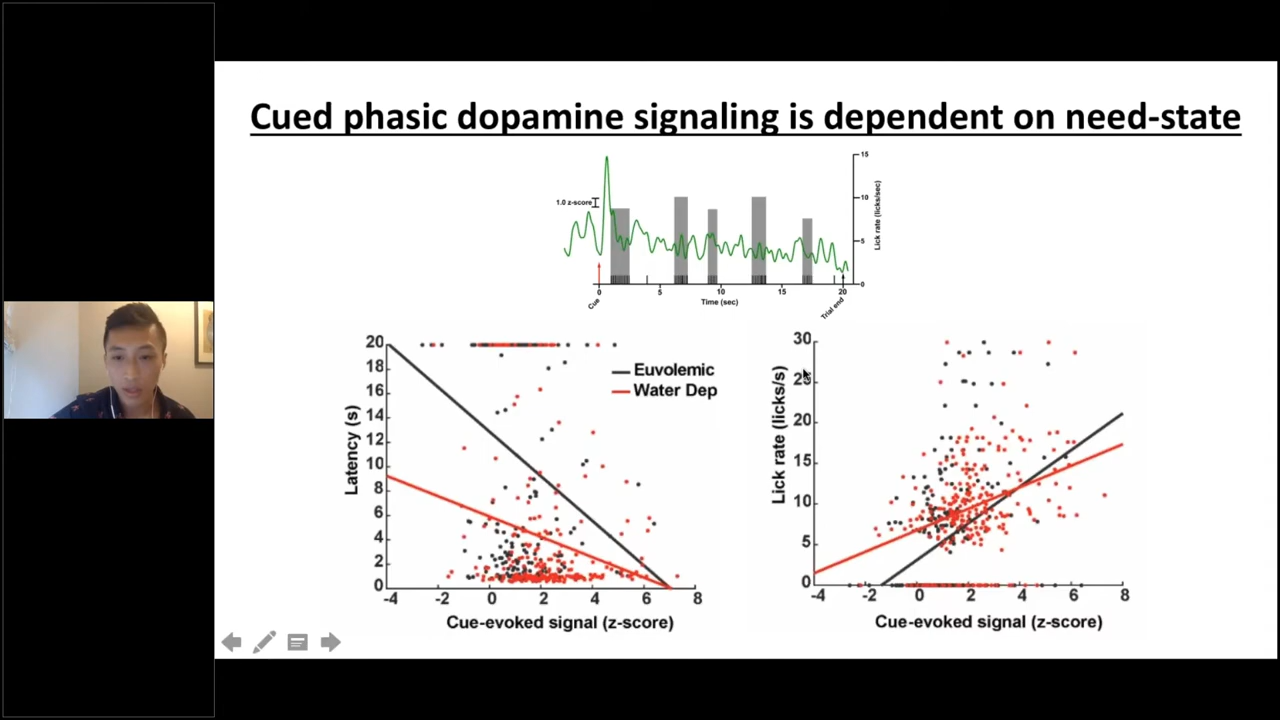 Cued phasic dopamine signaling is dependent on need-state
1.0 z-score
15
10
5
0
Lick rate (licks/sec)
0 5 10 15 20
Cue
Time (sec)
Trial end
20
18
16
14
12
10
8
6
4
2
0
Latency (s)
Euvolemic
Water Dep
-4 -2 0 2 4 6 8
Cue-evoked signal (z-score)
30
25
20
15
10
5
0
Lick rate (licks/s)
-4 -2 0 2 4 6 8
Cue-evoked signal (z-score)